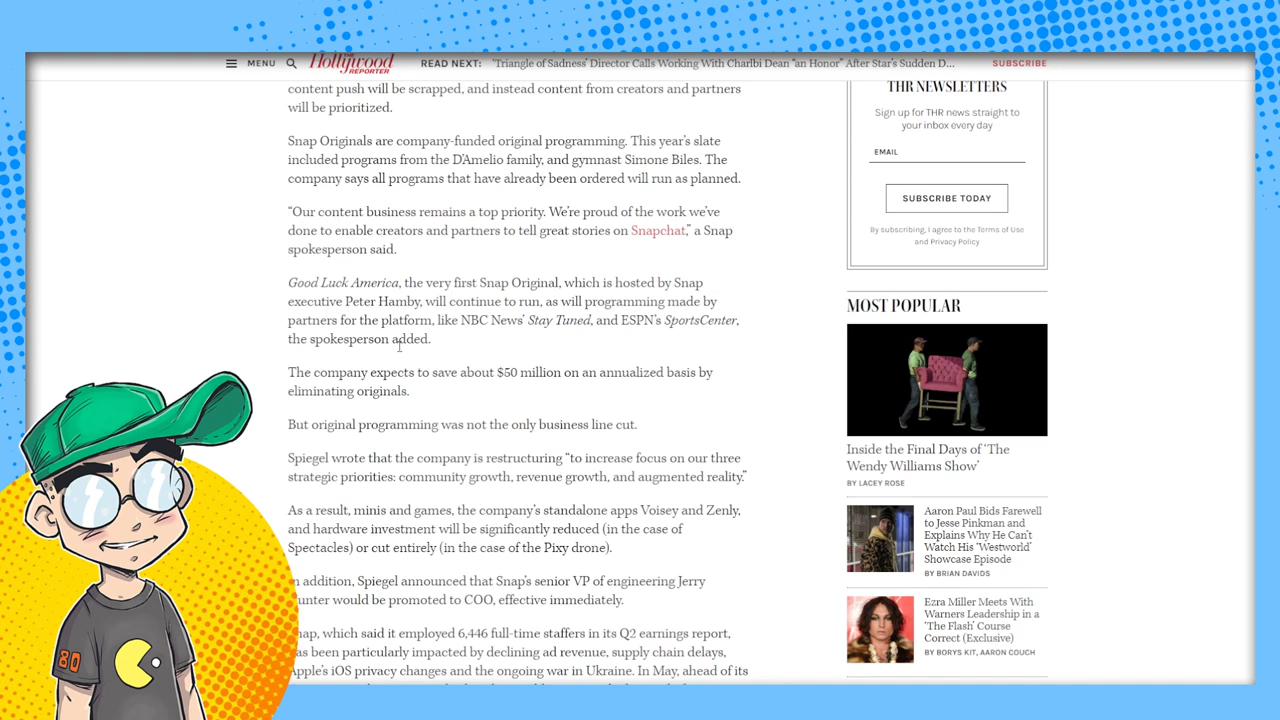 MENU
THE
Hollywood
REPORTER
READ NEXT:
'Triangle of Sadness' Director Calls Working With Charlbi Dean "an Honor" After Star's Sudden D...
SUBSCRIBE
content push will be scrapped, and instead content from creators and partners
will be prioritized.
Snap Originals are company-funded original programming. This year's slate
included programs from the D'Amelio family, and gymnast Simone Biles. The
company says all programs that have already been ordered will run as planned.
"Our content business remains a top priority. We're proud of the work we've
done to enable creators and partners to tell great stories on Snapchat," a Snap
spokesperson said.
Good Luck America, the very first Snap Original, which is hosted by Snap
executive Peter Hamby, will continue to run, as will programming made by
partners for the platform, like NBC News' Stay Tuned, and ESPN's SportsCenter,
the spokesperson added.
The company expects to save about $50 million on an annualized basis by
eliminating originals.
But original programming was not the only business line cut.
Spiegel wrote that the company is restructuring "to increase focus on our three
strategic priorities: community growth, revenue growth, and augmented reality."
As a result, minis and games, the company's standalone apps Voisey and Zenly,
and hardware investment will be significantly reduced (in the case of
Spectacles) or cut entirely (in the case of the Pixy drone).
n addition, Spiegel announced that Snap's senior VP of engineering Jerry
unter would be promoted to COO, effective immediately.
nap, which said it employed 6,446 full-time staffers in its Q2 earnings report,
as been particularly impacted by declining ad revenue, supply chain delays,
Apple's iOS privacy changes and the ongoing war in Ukraine. In May, ahead of its
THR NEWSLETTERS
Sign up for THR news straight to
your inbox every day
EMAIL
SUBSCRIBE TODAY
By subscribing, I agree to the Terms of Use
and Privacy Policy
MOST POPULAR
Inside the Final Days of 'The
Wendy Williams Show'
BY LACEY ROSE
Aaron Paul Bids Farewell
to Jesse Pinkman and
Explains Why He Can't
Watch His 'Westworld'
Showcase Episode
BY BRIAN DAVIDS
Ezra Miller Meets With
Warners Leadership in a
'The Flash' Course
Correct (Exclusive)
BY BORYS KIT, AARON COUCH
80